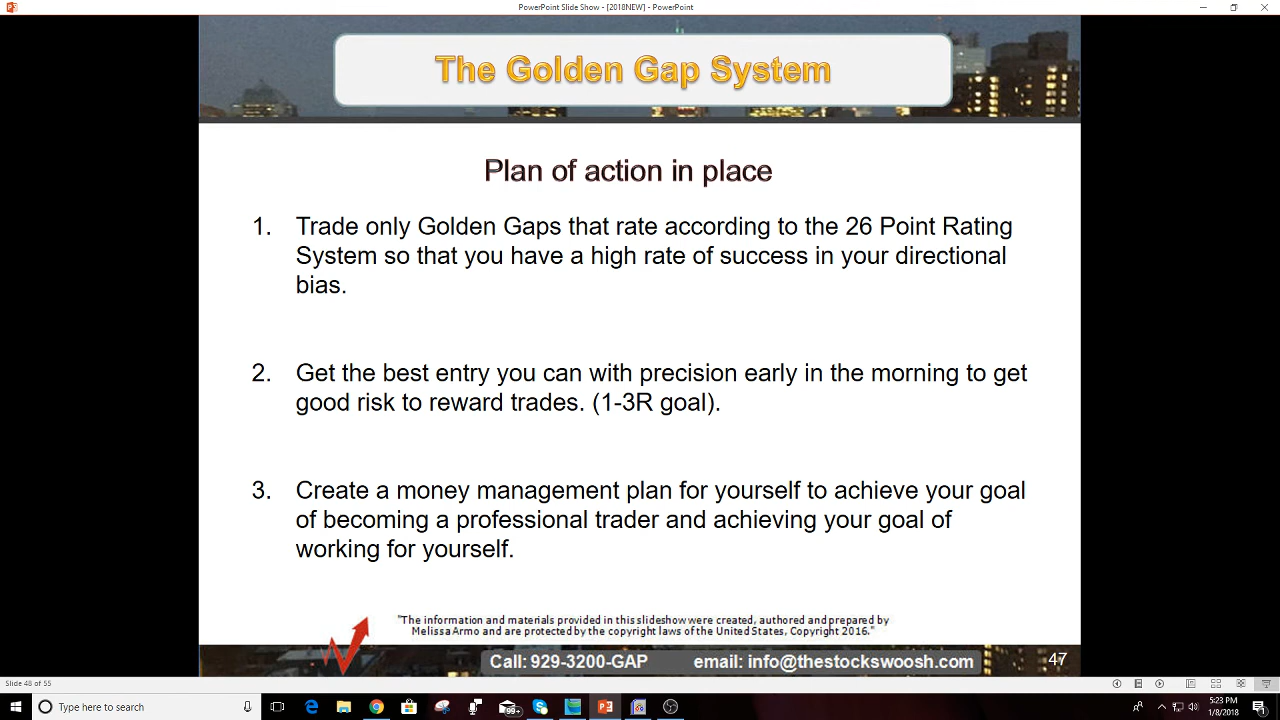 PowerPoint Slide Show - [2018NEW] - PowerPoint
The Golden Gap System
Plan of action in place
1. Trade only Golden Gaps that rate according to the 26 Point Rating
System so that you have a high rate of success in your directional
bias.
2. Get the best entry you can with precision early in the morning to get
good risk to reward trades. (1-3R goal).
3. Create a money management plan for yourself to achieve your goal
of becoming a professional trader and achieving your goal of
working for yourself.
"The information and materials provided in this slideshow were created, authored and prepared by
Melissa Armo and are protected by the copyright laws of the United States, Copyright 2016."
Call: 929-3200-GAP email: info@thestockswoosh.com 47
Slide 48 of 55
Type here to search
99+
5:23 PM
1/8/2018